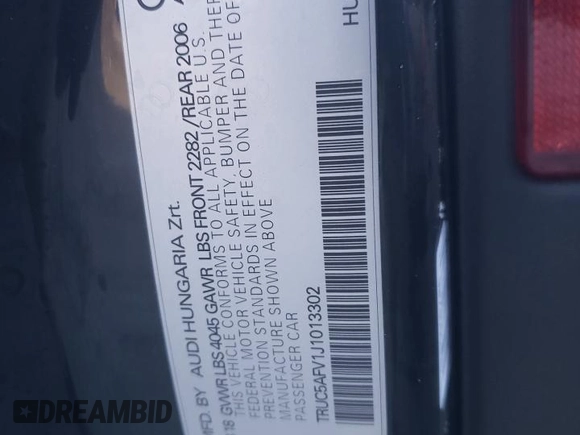 MFD. BY AUDI HUNGARIA Zrt.
18 GVWR LBS 4045 GAWR LBS FRONT 2282 / REAR 2006
THIS VEHICLE CONFORMS TO ALL APPLICABLE U.S.
FEDERAL MOTOR VEHICLE SAFETY, BUMPER AND THEF
PREVENTION STANDARDS IN EFFECT ON THE DATE OF
MANUFACTURE SHOWN ABOVE
PASSENGER CAR
TRUC5AFV1J1013302
HU
DREAMBID